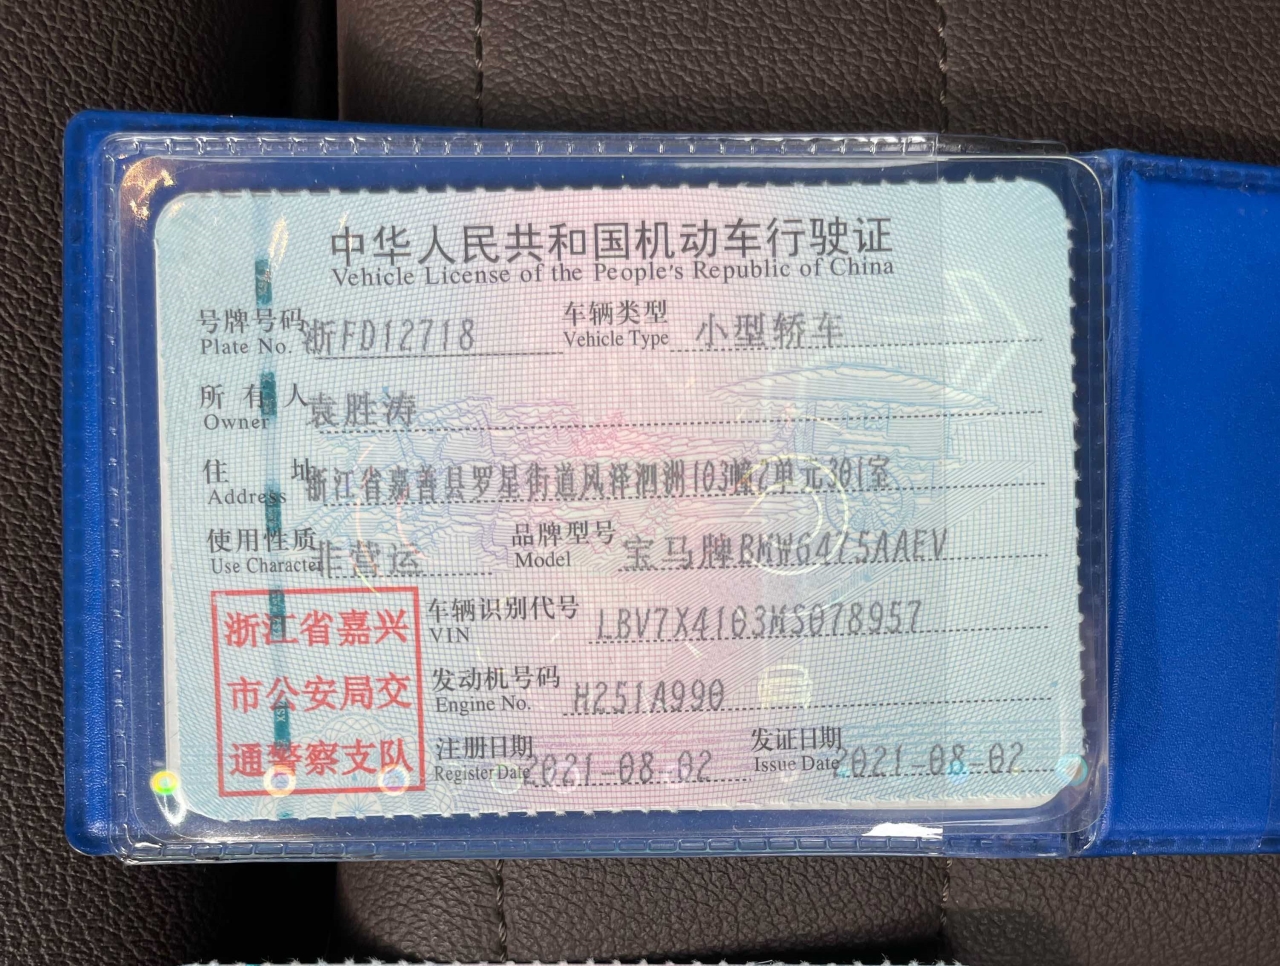 中华人民共和国机动车行驶证
Vehicle License of the People's Republic of China
号牌号码 浙FD12718 车辆类型 小型轿车
Plate No. Vehicle Type
所有人 袁胜涛
Owner
住址 浙江省嘉善县罗星街道风泽泗洲103幢2单元301室
Address
使用性质 非营运 品牌型号 宝马牌BMW6475AAEV
Use Character Model
浙江省嘉兴
市公安局交
通警察支队
车辆识别代号 LBV7X4103MS078957
VIN
发动机号码 H251A990
Engine No.
注册日期 2021-08-02 发证日期 2021-08-02
Register Date Issue Date